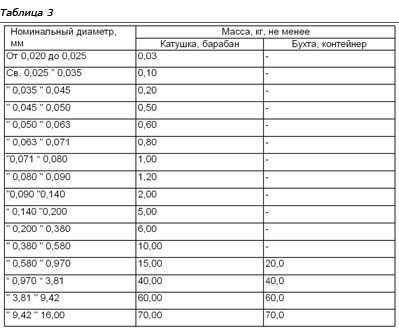 Таблица 3
Номинальный диаметр, мм Масса, кг, не менее
Катушка, барабан Бухта, контейнер
От 0,020 до 0,025 0,03 -
Св. 0,025 " 0,035 0,10 -
" 0,035 " 0,045 0,20 -
" 0,045 " 0,050 0,50 -
" 0,050 " 0,063 0,60 -
" 0,063 " 0,071 0,80 -
"0,071 " 0,080 1,00 -
" 0,080 " 0,090 1,20 -
"0,090 "0,140 2,00 -
" 0,140 "0,200 5,00 -
" 0,200 " 0,380 6,00 -
" 0,380 " 0,580 10,00 -
" 0,580 " 0,970 15,00 20,0
" 0,970 " 3,81 40,00 40,0
" 3,81 " 9,42 60,00 60,0
" 9,42 " 16,00 70,00 70,0